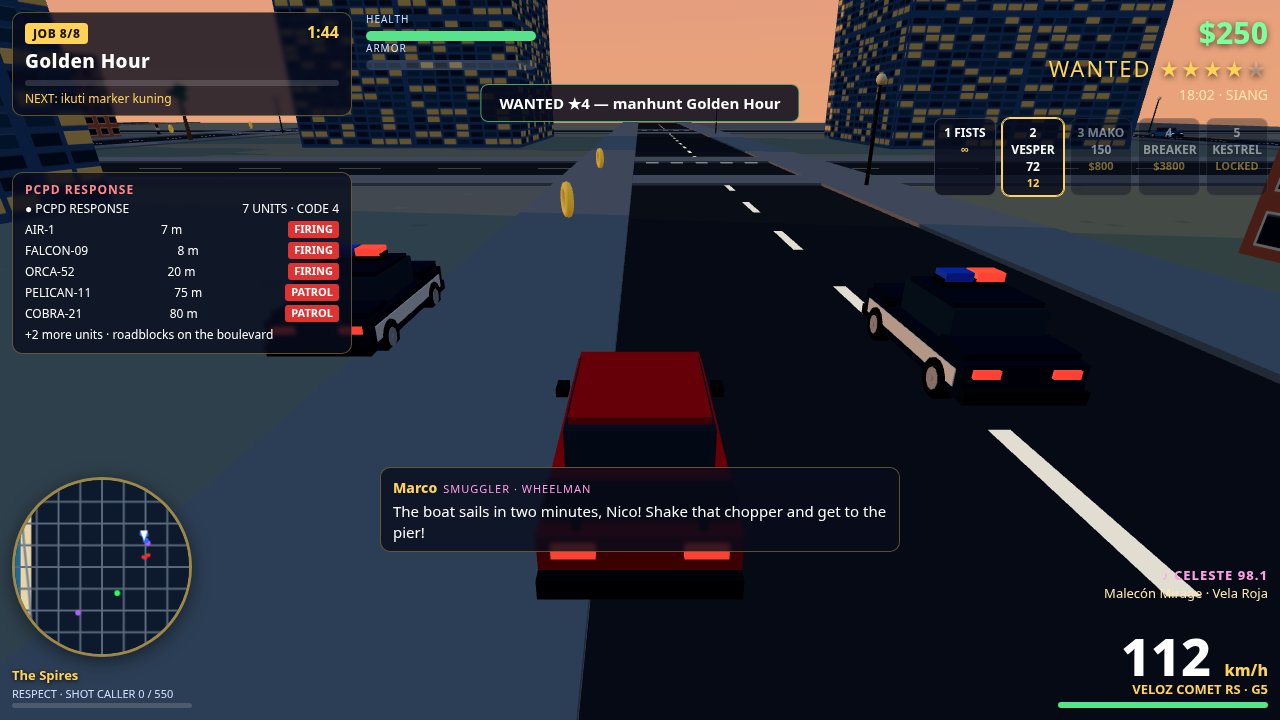 JOB 8/8
1:44
Golden Hour
NEXT: ikuti marker kuning
HEALTH
ARMOR
WANTED ★4 — manhunt Golden Hour
$250
WANTED ★★★★★
18:02 · SIANG
1 FISTS
∞
2 VESPER
72
12
3 MAKO
150
$800
4 BREAKER
$3800
5 KESTREL
LOCKED
PCPD RESPONSE
● PCPD RESPONSE 7 UNITS · CODE 4
AIR-1 7 m FIRING
FALCON-09 8 m FIRING
ORCA-52 20 m FIRING
PELICAN-11 75 m PATROL
COBRA-21 80 m PATROL
+2 more units · roadblocks on the boulevard
Marco SMUGGLER · WHEELMAN
The boat sails in two minutes, Nico! Shake that chopper and get to the
pier!
♪ CELESTE 98.1
Malecón Mirage · Vela Roja
112 km/h
VELOZ COMET RS · G5
The Spires
RESPECT · SHOT CALLER 0 / 550